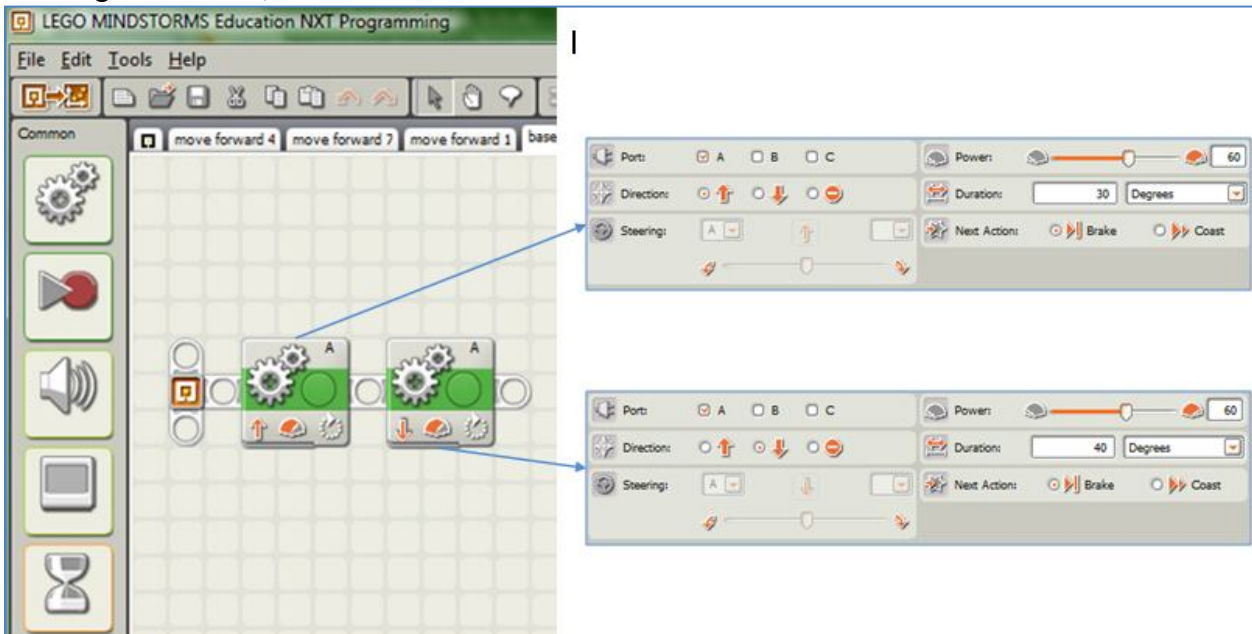 LEGO MINDSTORMS Education NXT Programming
File Edit Tools Help
Common
move forward 4 move forward 7 move forward 1 base
A A
Port: A B C Power: 60
Direction: Duration: 30 Degrees
Steering: A Next Action: Brake Coast
Port: A B C Power: 60
Direction: Duration: 40 Degrees
Steering: A Next Action: Brake Coast